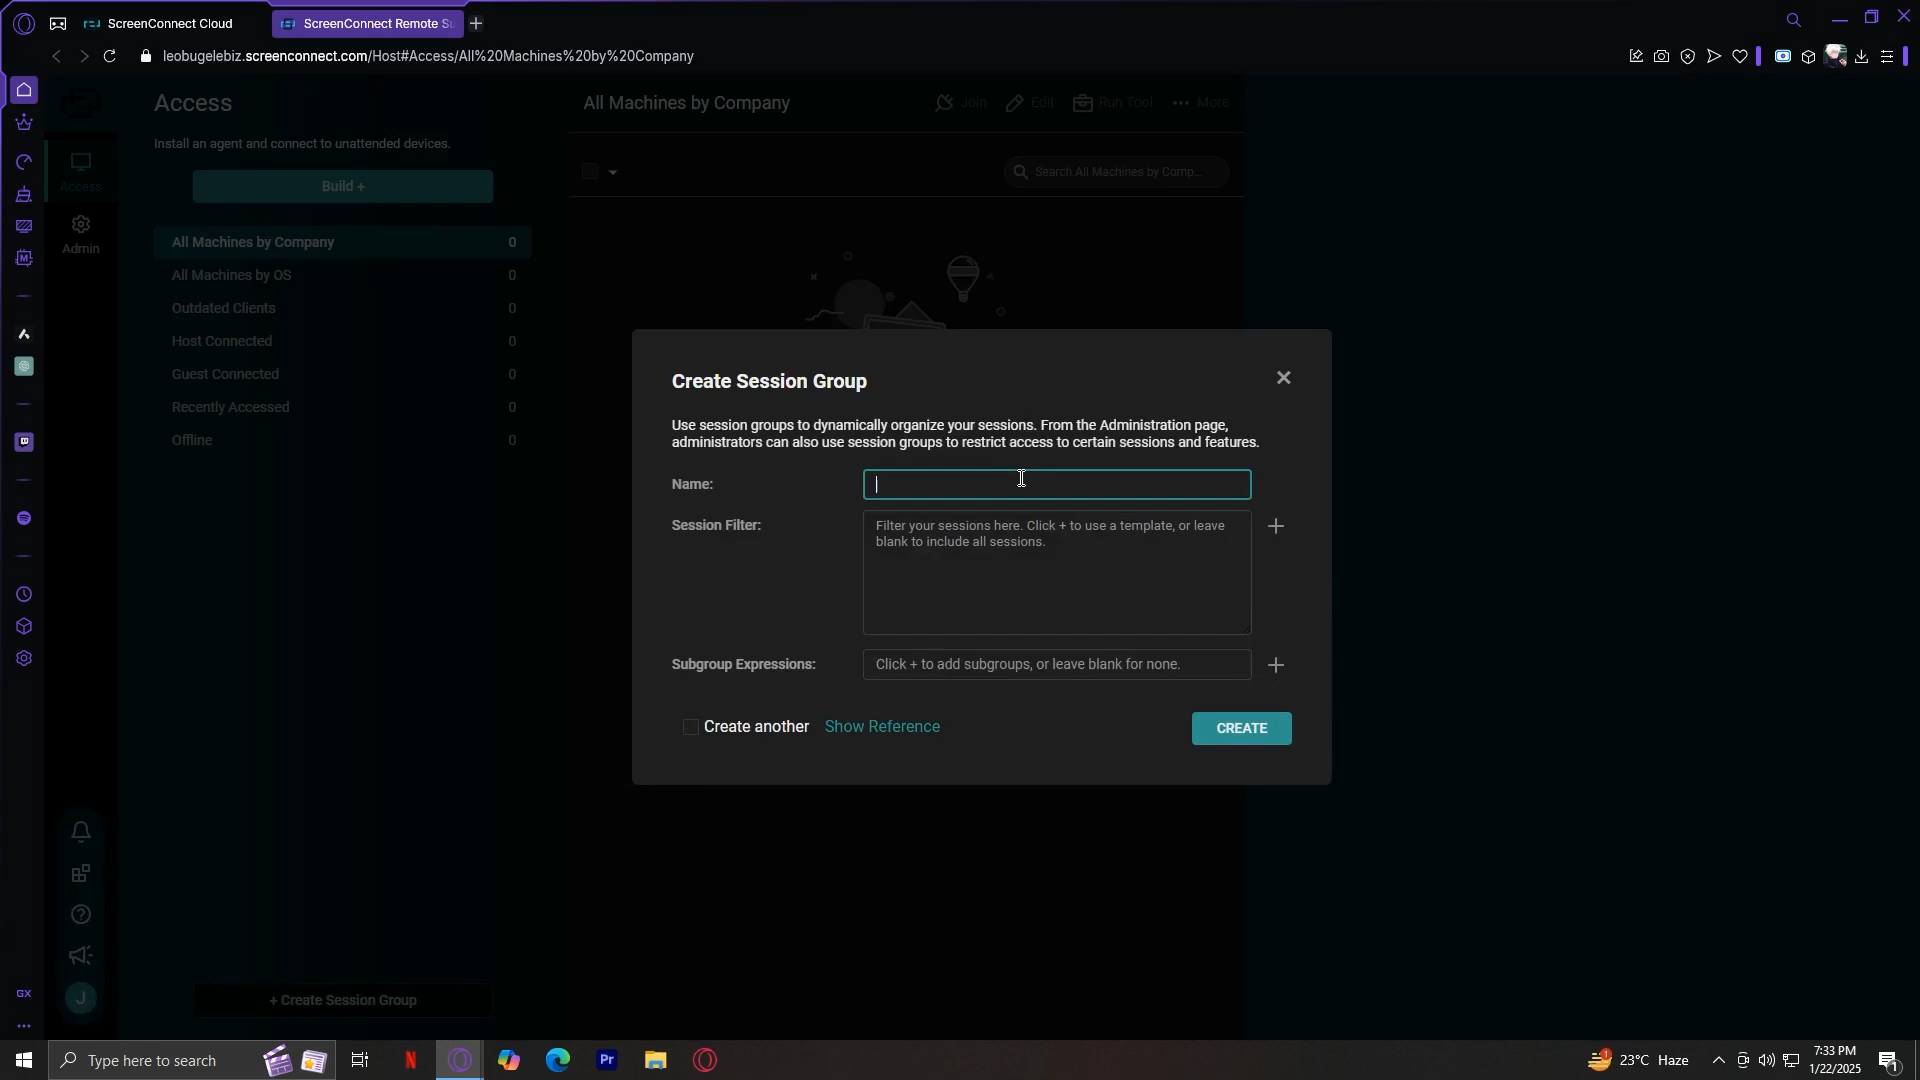 ScreenConnect Cloud
ScreenConnect Remote Su
leobugelebiz.screenconnect.com/Host#Access/All%20Machines%20by%20Company
Access
Install an agent and connect to unattended devices.
Build +
All Machines by Company 0
All Machines by OS 0
Outdated Clients 0
Host Connected 0
Guest Connected 0
Recently Accessed 0
Offline 0
+ Create Session Group
Access
Admin
J
GX
All Machines by Company
Join
Edit
Run Tool
More
Search All Machines by Comp...
Create Session Group
Use session groups to dynamically organize your sessions. From the Administration page,
administrators can also use session groups to restrict access to certain sessions and features.
Name:
Session Filter:
Filter your sessions here. Click + to use a template, or leave
blank to include all sessions.
Subgroup Expressions:
Click + to add subgroups, or leave blank for none.
Create another
Show Reference
CREATE
Type here to search
N
Pr
1
23°C Haze
7:33 PM
1/22/2025
1